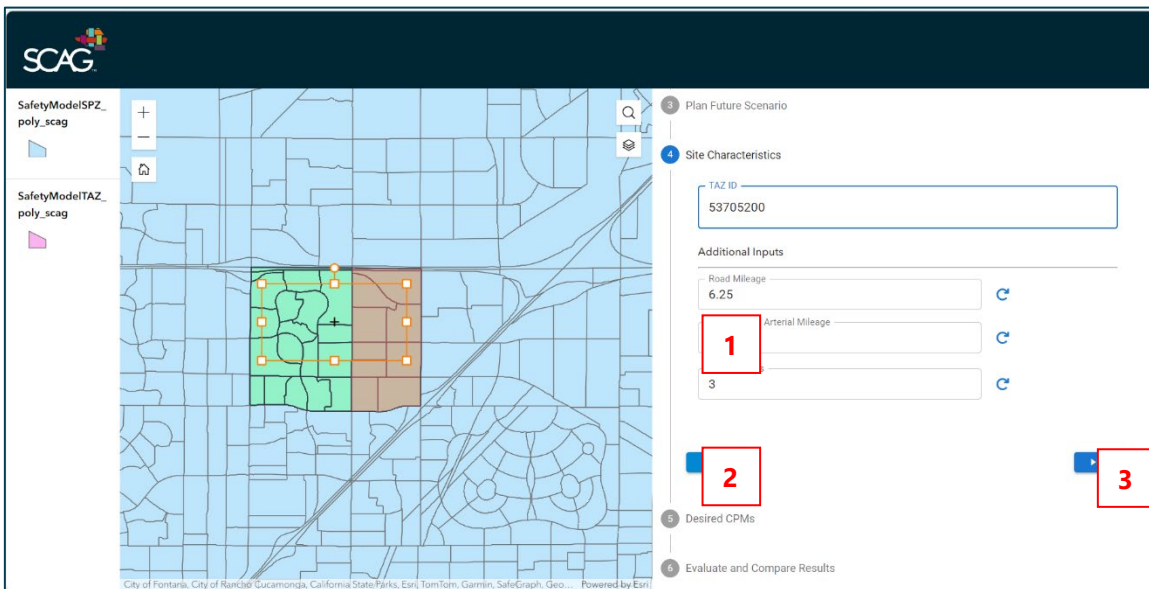 SCAG
SafetyModelSPZ_
poly_scag
SafetyModelTAZ_
poly_scag
+
−
City of Fontana, City of Rancho Cucamonga, California State Parks, Esri, TomTom, Garmin, SafeGraph, Geo... Powered by Esri
3 Plan Future Scenario
4 Site Characteristics
TAZ ID
53705200
Additional Inputs
Road Mileage
6.25
Arterial Mileage
1
3
2
3
5 Desired CPMs
6 Evaluate and Compare Results